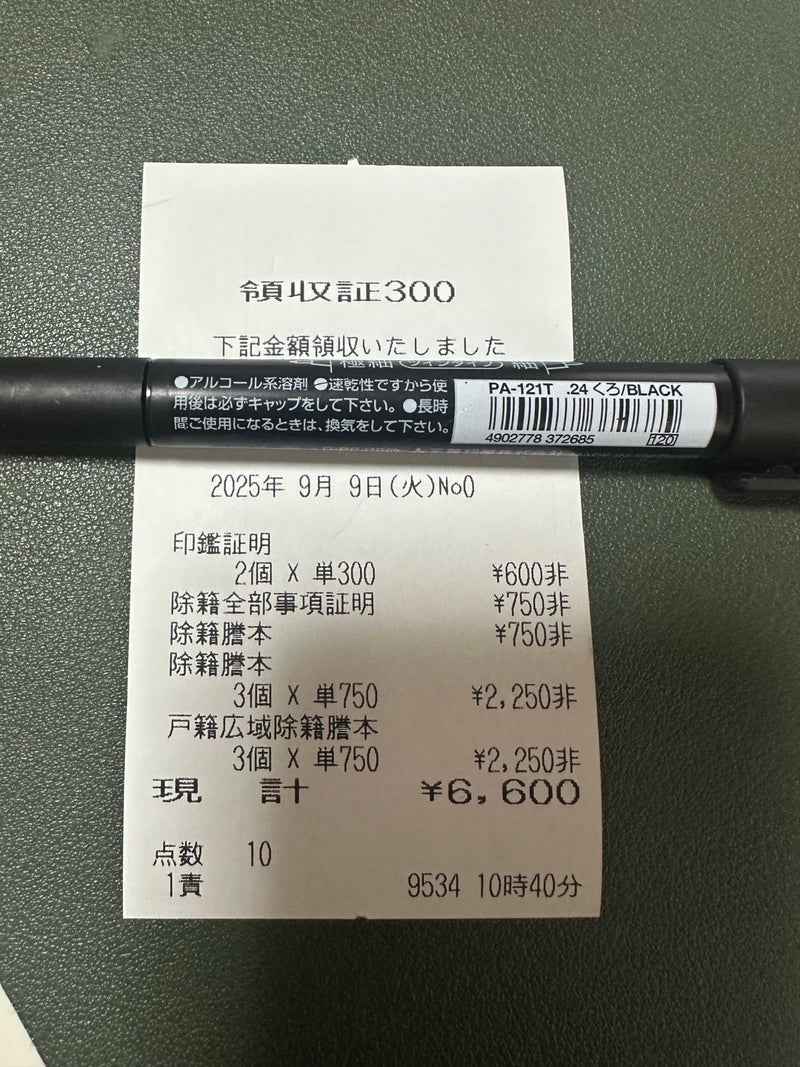 領収証300
下記金額領収いたしました
●アルコール系溶剤 ●速乾性ですから使
用後は必ずキャップをして下さい。●長時
間ご使用になるときは、換気をして下さい。
PA-121T .24 くろ/BLACK
4902778 372685
120
2025年 9月 9日(火)No0
印鑑証明
2個 X 単300 ¥600非
除籍全部事項証明 ¥750非
除籍謄本 ¥750非
除籍謄本
3個 X 単750 ¥2,250非
戸籍広域除籍謄本
3個 X 単750 ¥2,250非
現 計 ¥6,600
点数 10
1責 9534 10時40分